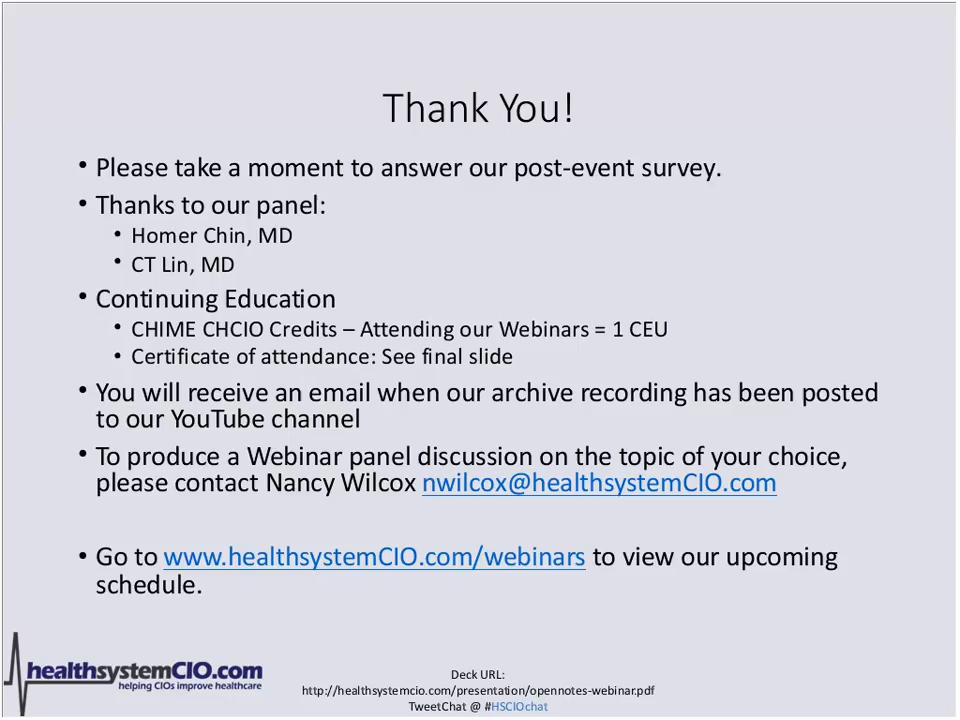 Thank You!
• Please take a moment to answer our post-event survey.
• Thanks to our panel:
• Homer Chin, MD
• CT Lin, MD
• Continuing Education
• CHIME CHCIO Credits – Attending our Webinars = 1 CEU
• Certificate of attendance: See final slide
• You will receive an email when our archive recording has been posted
to our YouTube channel
• To produce a Webinar panel discussion on the topic of your choice,
please contact Nancy Wilcox nwilcox@healthsystemCIO.com
• Go to www.healthsystemCIO.com/webinars to view our upcoming
schedule.
healthsystemCIO.com
helping CIOs improve healthcare
Deck URL:
http://healthsystemcio.com/presentation/opennotes-webinar.pdf
TweetChat @ #HSCIOchat